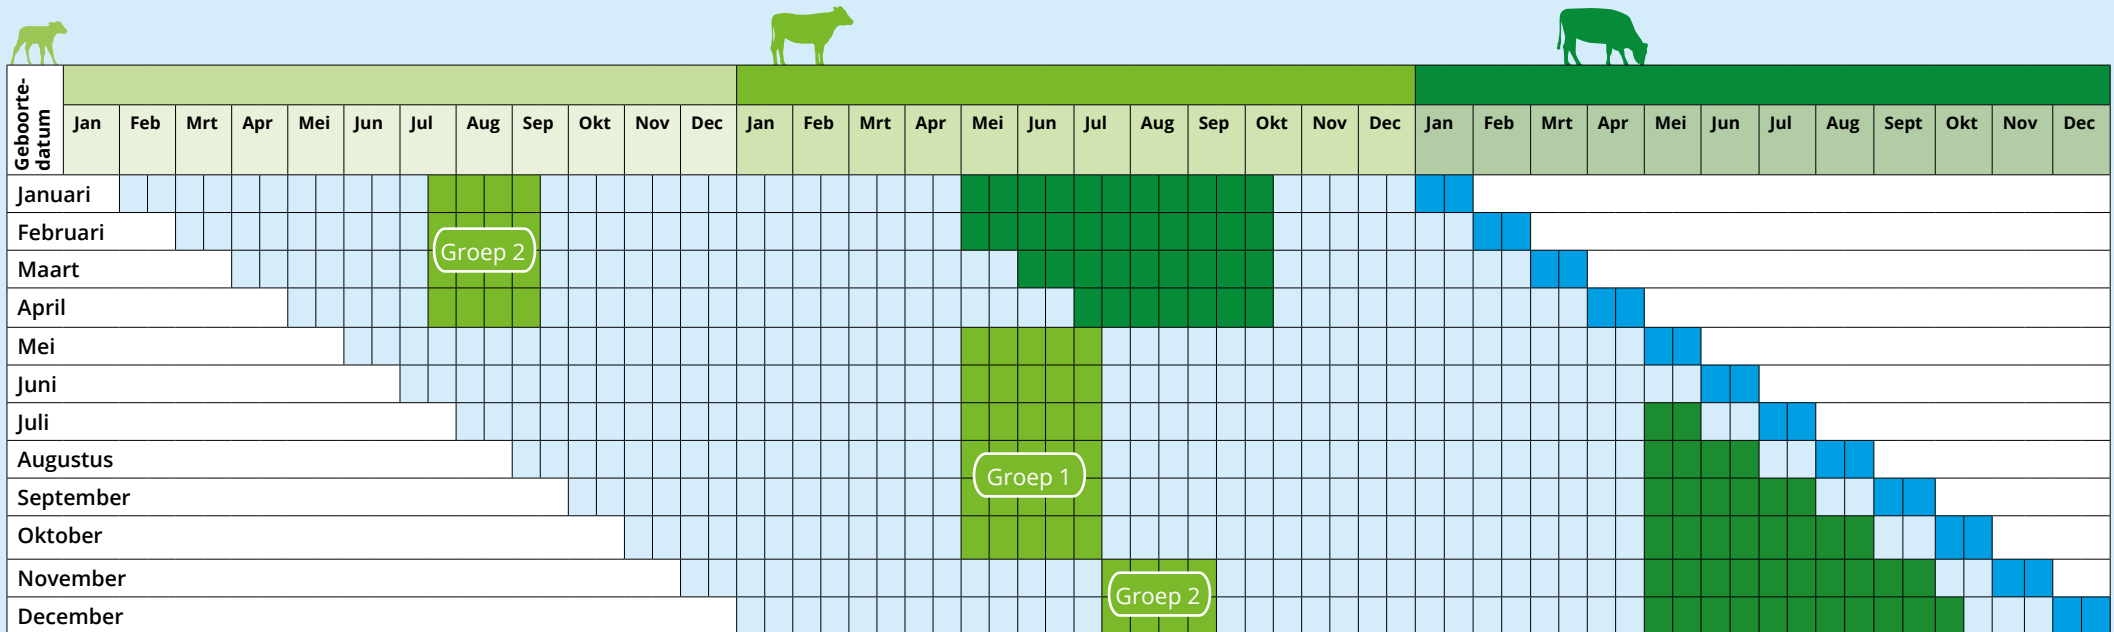 Geboorte-
datum
Jan Feb Mrt Apr Mei Jun Jul Aug Sep Okt Nov Dec Jan Feb Mrt Apr Mei Jun Jul Aug Sep Okt Nov Dec Jan Feb Mrt Apr Mei Jun Jul Aug Sept Okt Nov Dec
Januari
Februari
Groep 2
Maart
April
Mei
Juni
Juli
Augustus
Groep 1
September
Oktober
November
Groep 2
December